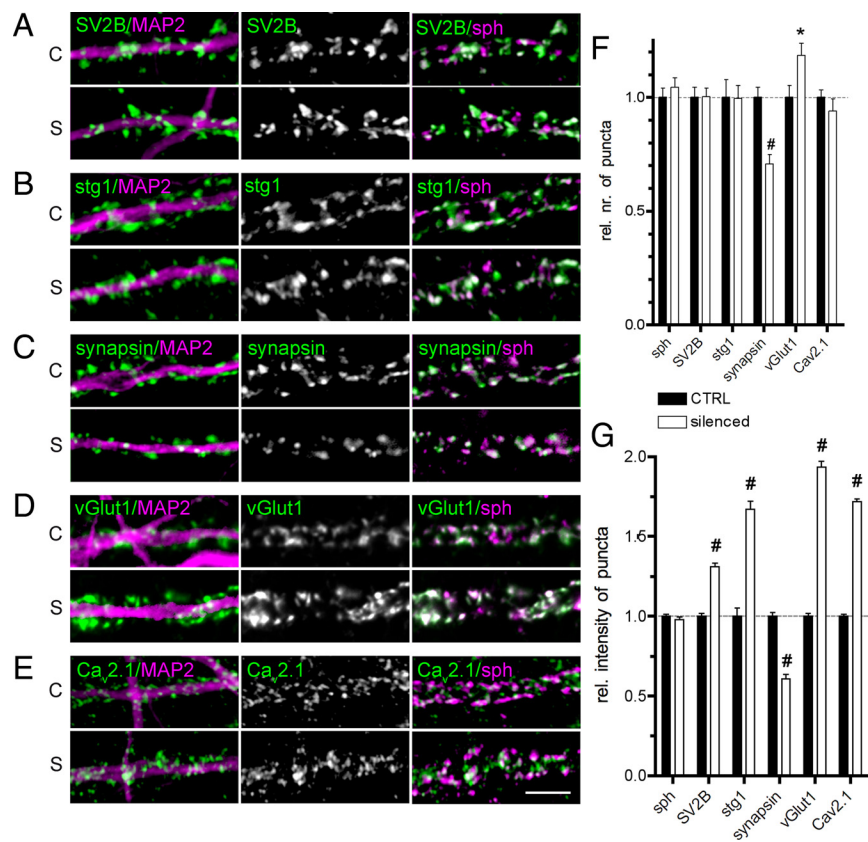 A
SV2B/MAP2
SV2B
SV2B/sph
C
S
B
stg1/MAP2
stg1
stg1/sph
C
S
C
synapsin/MAP2
synapsin
synapsin/sph
C
S
D
vGlut1/MAP2
vGlut1
vGlut1/sph
C
S
E
Cav2.1/MAP2
Cav2.1
Cav2.1/sph
C
S
F
rel. nr. of puncta
1.0
0.5
0.0
#
*
sph
SV2B
stg1
synapsin
vGlut1
Cav2.1
CTRL
silenced
G
rel. intensity of puncta
2.0
1.6
1.0
0.5
0.0
#
#
#
#
#
sph
SV2B
stg1
synapsin
vGlut1
Cav2.1